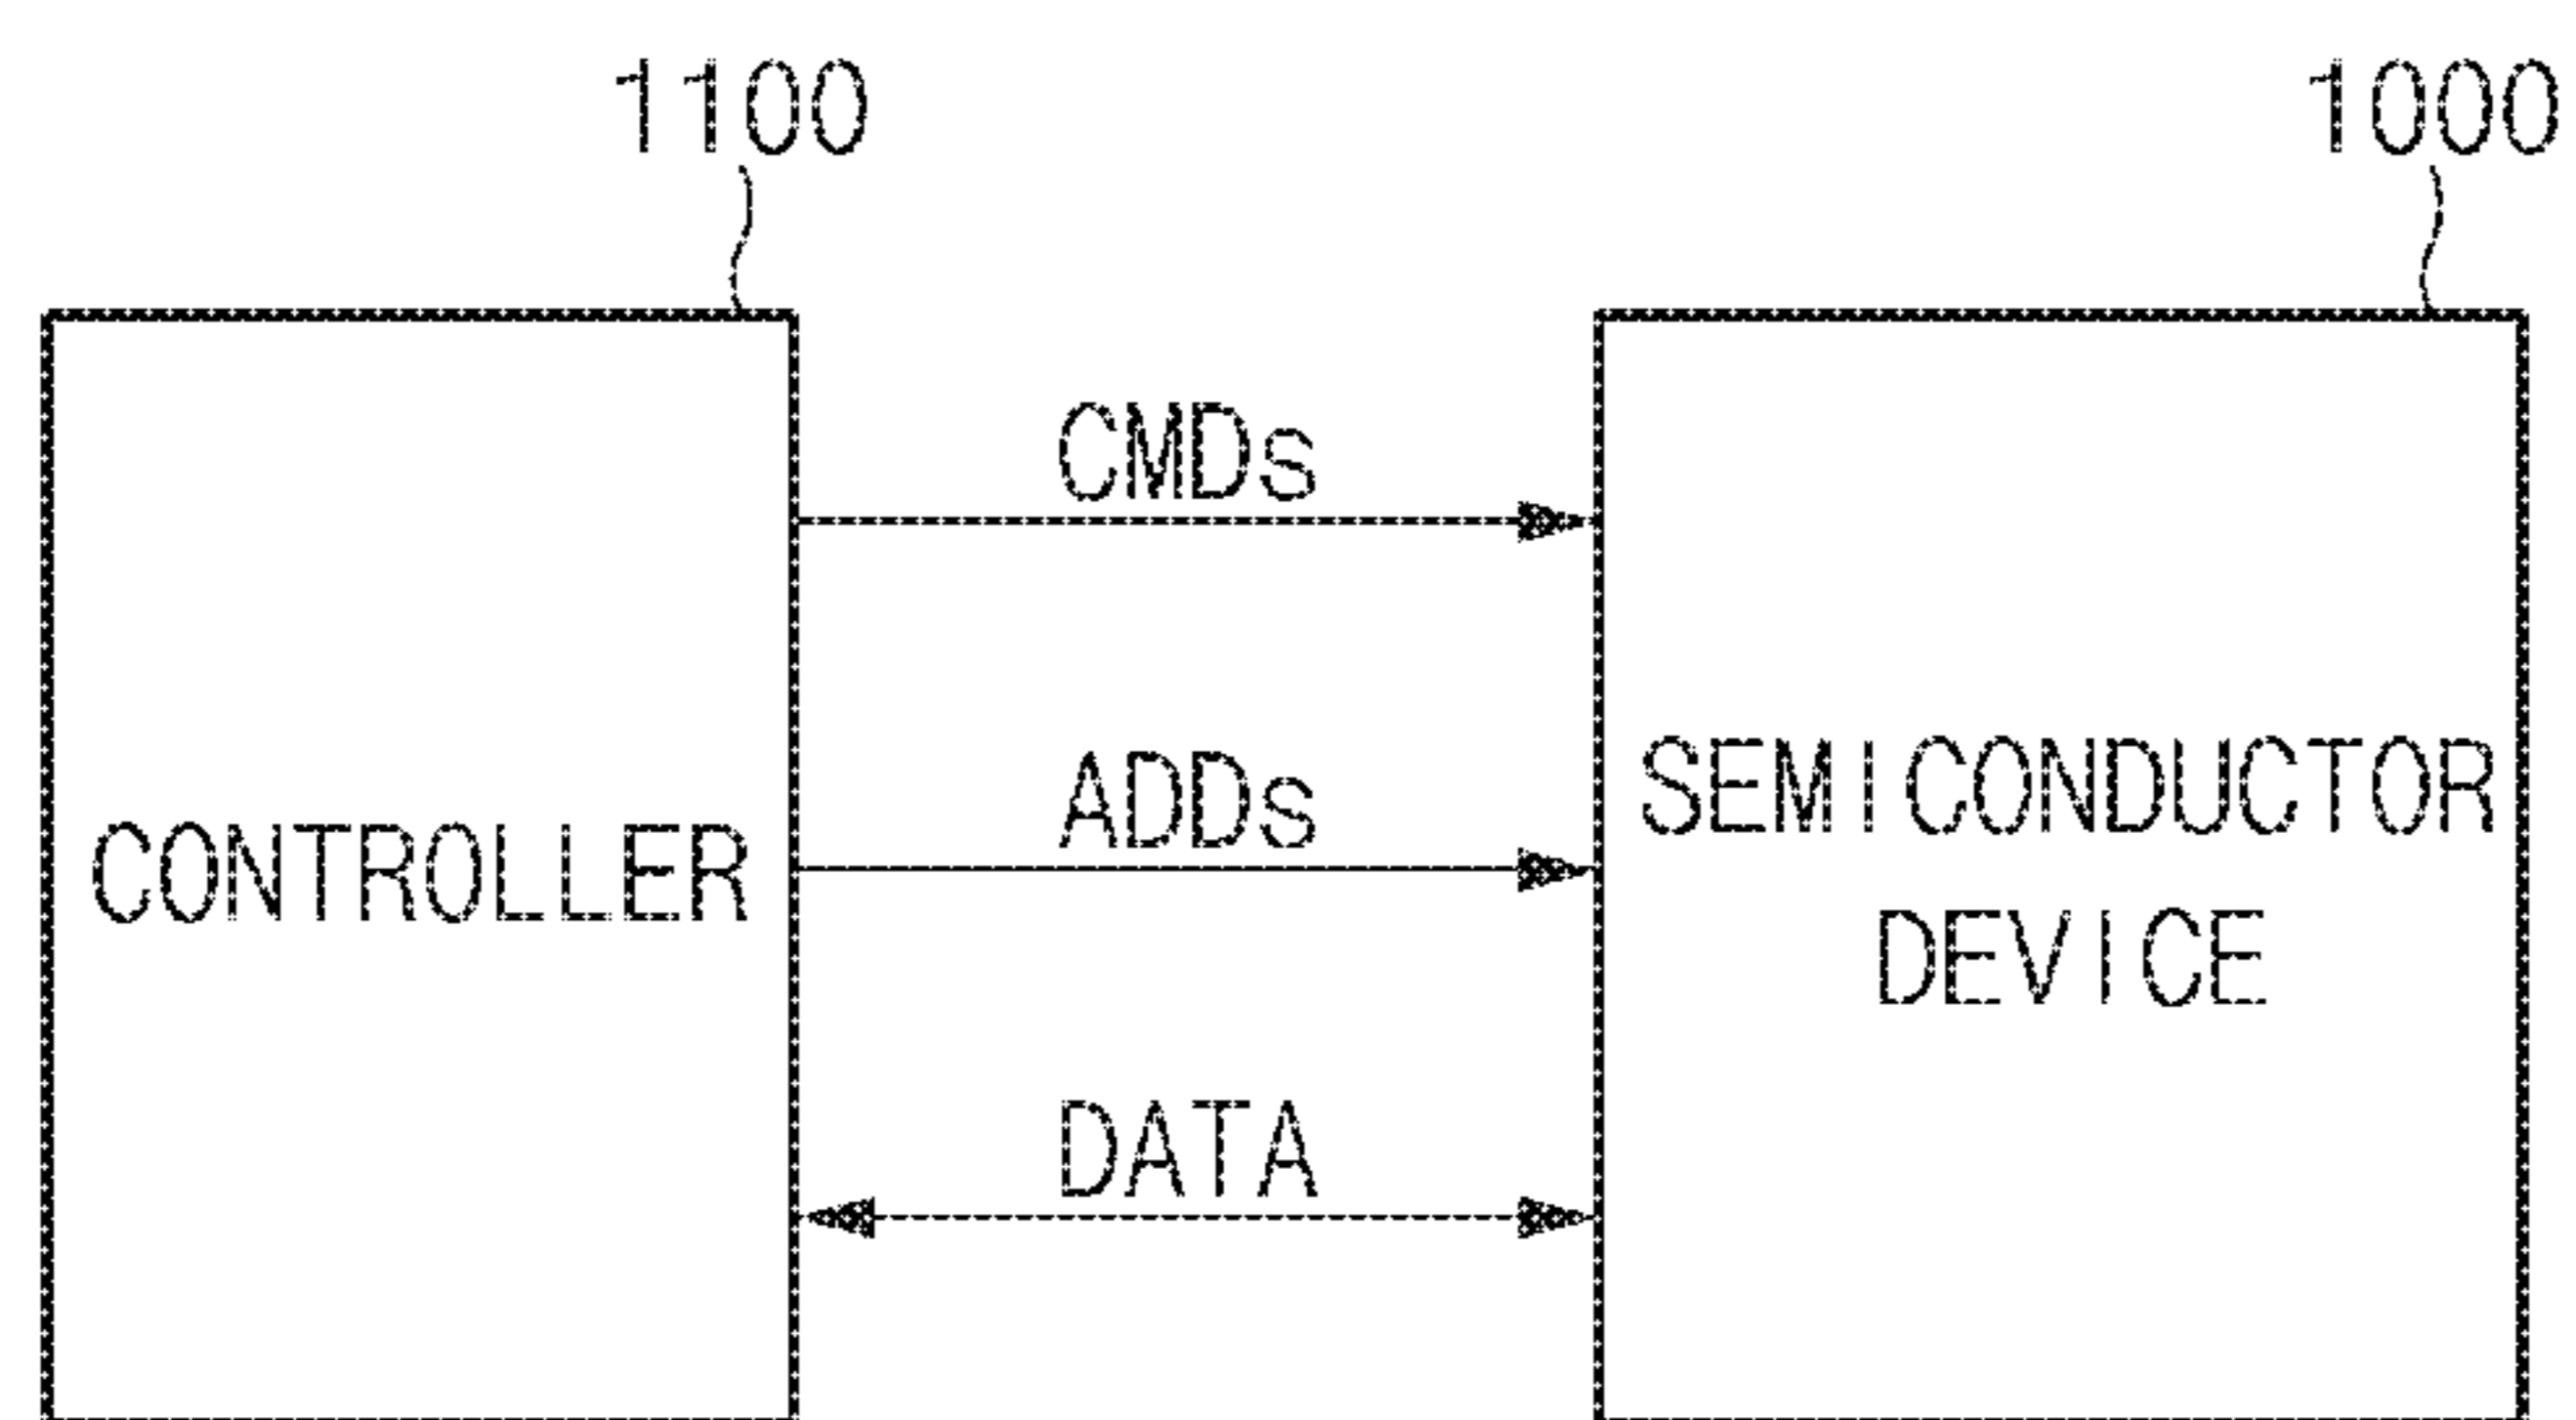 1100
1000
CMDs
ADDs
CONTROLLER
SEMICONDUCTOR
DEVICE
DATA